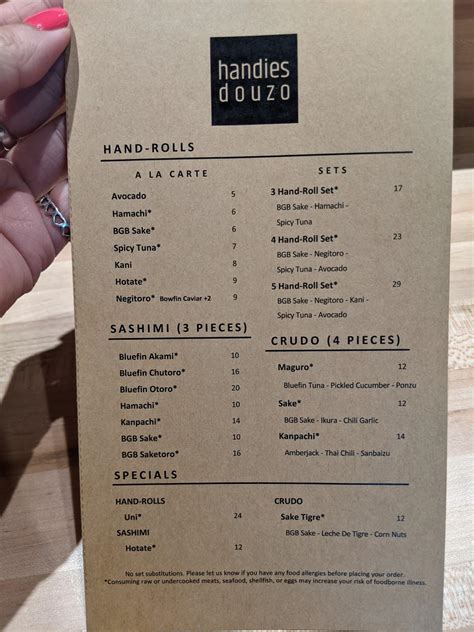 handies
douzo
HAND-ROLLS
A LA CARTE
Avocado 5
Hamachi* 6
BGB Sake* 6
Spicy Tuna* 7
Kani 8
Hotate* 9
Negitoro* Bowfin Caviar +2 9
SETS
3 Hand-Roll Set* 17
BGB Sake - Hamachi -
Spicy Tuna
4 Hand-Roll Set* 23
BGB Sake - Negitoro -
Spicy Tuna - Avocado
5 Hand-Roll Set* 29
BGB Sake - Negitoro - Kani -
Spicy Tuna - Avocado
SASHIMI (3 PIECES)
Bluefin Akami* 10
Bluefin Chutoro* 16
Bluefin Otoro* 20
Hamachi* 10
Kanpachi* 14
BGB Sake* 10
BGB Saketoro* 16
CRUDO (4 PIECES)
Maguro* 12
Bluefin Tuna - Pickled Cucumber - Ponzu
Sake* 12
BGB Sake - Ikura - Chili Garlic
Kanpachi* 14
Amberjack - Thai Chili - Sanbaizu
SPECIALS
HAND-ROLLS
Uni* 24
SASHIMI
Hotate* 12
CRUDO
Sake Tigre* 12
BGB Sake - Leche De Tigre - Corn Nuts
No set substitutions. Please let us know if you have any food allergies before placing your order.
*Consuming raw or undercooked meats, seafood, shellfish, or eggs may increase your risk of foodborne illness.